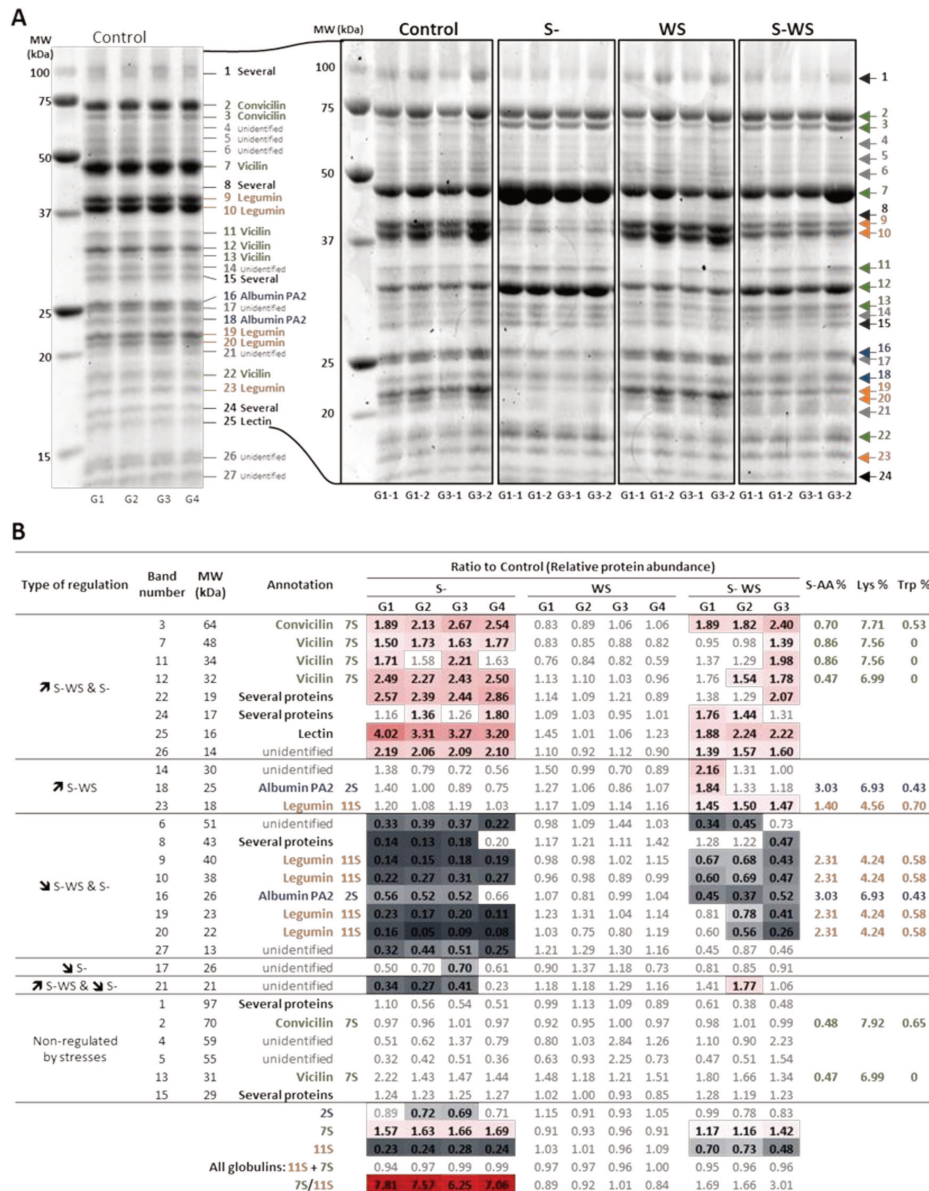 A
MW (kDa)
Control
100
75
50
37
25
20
15
1 Several
2 Convicilin
3 Convicilin
4 Unidentified
5 Unidentified
6 Unidentified
7 Vicilin
8 Several
9 Legumin
10 Legumin
11 Vicilin
12 Vicilin
13 Vicilin
14 Unidentified
15 Several
16 Albumin PA2
17 Unidentified
18 Albumin PA2
19 Legumin
20 Legumin
21 Unidentified
22 Vicilin
23 Legumin
24 Several
25 Lectin
26 Unidentified
27 Unidentified
G1 G2 G3 G4
MW (kDa) Control S- WS S-WS
100
75
50
37
25
20
1
2
3
4
5
6
7
8
9
10
11
12
13
14
15
16
17
18
19
20
21
22
23
24
G1-1 G1-2 G3-1 G3-2 G1-1 G1-2 G3-1 G3-2 G1-1 G1-2 G3-1 G3-2 G1-1 G1-2 G3-1 G3-2
B
Type of regulation Band number MW (kDa) Annotation Ratio to Control (Relative protein abundance) S-AA % Lys % Trp %
S- WS S- WS
G1 G2 G3 G4 G1 G2 G3 G4 G1 G2 G3
↗ S-WS & S-
3 64 Convicilin 7S 1.89 2.13 2.67 2.54 0.83 0.89 1.06 1.06 1.89 1.82 2.40 0.70 7.71 0.53
7 48 Vicilin 7S 1.50 1.73 1.63 1.77 0.82 0.83 0.98 0.91 0.95 0.98 1.39 0.86 7.56 0
11 34 Vicilin 7S 1.71 1.58 2.21 1.63 0.76 0.84 0.82 0.59 1.37 1.29 1.98 0.86 7.56 0
12 32 Vicilin 7S 2.49 2.27 2.43 2.50 1.13 1.10 1.03 0.96 1.76 1.54 1.78 0.47 6.99 0
22 19 Several proteins 2.57 2.39 2.44 2.86 1.14 1.09 1.21 0.89 1.38 1.29 2.07
24 17 Several proteins 1.16 1.36 1.26 1.80 1.09 1.03 0.95 1.01 1.76 1.44 1.31
25 16 Lectin 4.02 3.31 3.27 3.20 1.45 1.01 1.06 1.23 1.88 2.24 2.22
26 14 unidentified 2.19 2.06 2.09 2.10 1.10 0.92 1.12 0.90 1.39 1.57 1.60
↗ S-WS
14 30 unidentified 1.38 0.79 0.72 0.56 1.50 0.99 0.70 0.89 2.16 1.31 1.00
18 25 Albumin PA2 2S 1.40 1.00 0.89 0.75 1.27 1.06 0.86 1.07 1.84 1.33 1.18 3.03 6.93 0.43
23 18 Legumin 11S 1.20 1.08 1.19 1.03 1.17 1.09 1.14 1.16 1.45 1.50 1.47 1.40 4.56 0.70
↘ S-WS & S-
6 51 unidentified 0.33 0.39 0.37 0.22 0.98 1.09 1.44 1.03 0.34 0.45 0.73
8 43 Several proteins 0.14 0.13 0.18 0.20 1.17 1.21 1.11 1.42 1.28 1.22 0.47
9 40 Legumin 11S 0.14 0.15 0.18 0.19 0.98 0.98 1.02 1.15 0.67 0.68 0.43 2.31 4.24 0.58
10 38 Legumin 11S 0.22 0.27 0.31 0.27 0.96 0.98 0.89 0.99 0.60 0.69 0.47 2.31 4.24 0.58
16 26 Albumin PA2 2S 0.56 0.52 0.52 0.66 1.07 0.81 0.99 1.04 0.45 0.37 0.52 3.03 6.93 0.43
19 23 Legumin 11S 0.23 0.17 0.20 0.11 1.23 1.31 1.04 1.14 0.81 0.78 0.41 2.31 4.24 0.58
20 22 Legumin 11S 0.16 0.05 0.09 0.08 1.03 0.75 0.80 1.19 0.60 0.56 0.26 2.31 4.24 0.58
27 13 unidentified 0.32 0.44 0.51 0.25 1.21 1.29 1.30 1.16 0.45 0.87 0.46
↘ S- 17 26 unidentified 0.50 0.70 0.70 0.61 0.90 1.37 1.18 0.73 0.81 0.85 0.91
↗ S-WS & ↘ S- 21 21 unidentified 0.34 0.27 0.41 0.23 1.18 1.18 1.29 1.16 1.41 1.77 1.06
Non-regulated by stresses
1 97 Several proteins 1.10 0.56 0.54 0.51 0.99 1.13 1.09 0.89 0.61 0.38 0.48
2 70 Convicilin 7S 0.97 0.96 1.01 0.97 0.92 0.95 1.00 0.97 0.98 1.01 0.99 0.48 7.92 0.65
4 59 unidentified 0.51 0.62 1.37 0.79 0.80 1.03 2.84 1.26 1.10 0.90 2.23
5 55 unidentified 0.32 0.42 0.51 0.36 0.63 0.93 2.25 0.73 0.47 0.51 1.54
13 31 Vicilin 7S 2.22 1.43 1.47 1.44 1.48 1.18 1.21 1.51 1.80 1.66 1.34 0.47 6.99 0
15 29 Several proteins 1.24 1.23 1.25 1.27 1.02 1.00 0.93 0.85 1.28 1.19 1.23
2S 0.89 0.72 0.69 0.71 1.15 0.91 0.93 1.05 0.99 0.78 0.83
7S 1.57 1.63 1.66 1.69 0.91 0.93 0.96 0.91 1.17 1.16 1.42
11S 0.23 0.24 0.28 0.24 1.03 1.01 0.96 1.09 0.70 0.73 0.48
All globulins: 11S + 7S 0.94 0.97 0.99 0.99 0.97 0.97 0.96 1.00 0.95 0.96 0.96
7S/11S 7.81 7.57 6.25 7.06 0.89 0.92 1.01 0.84 1.69 1.66 3.01